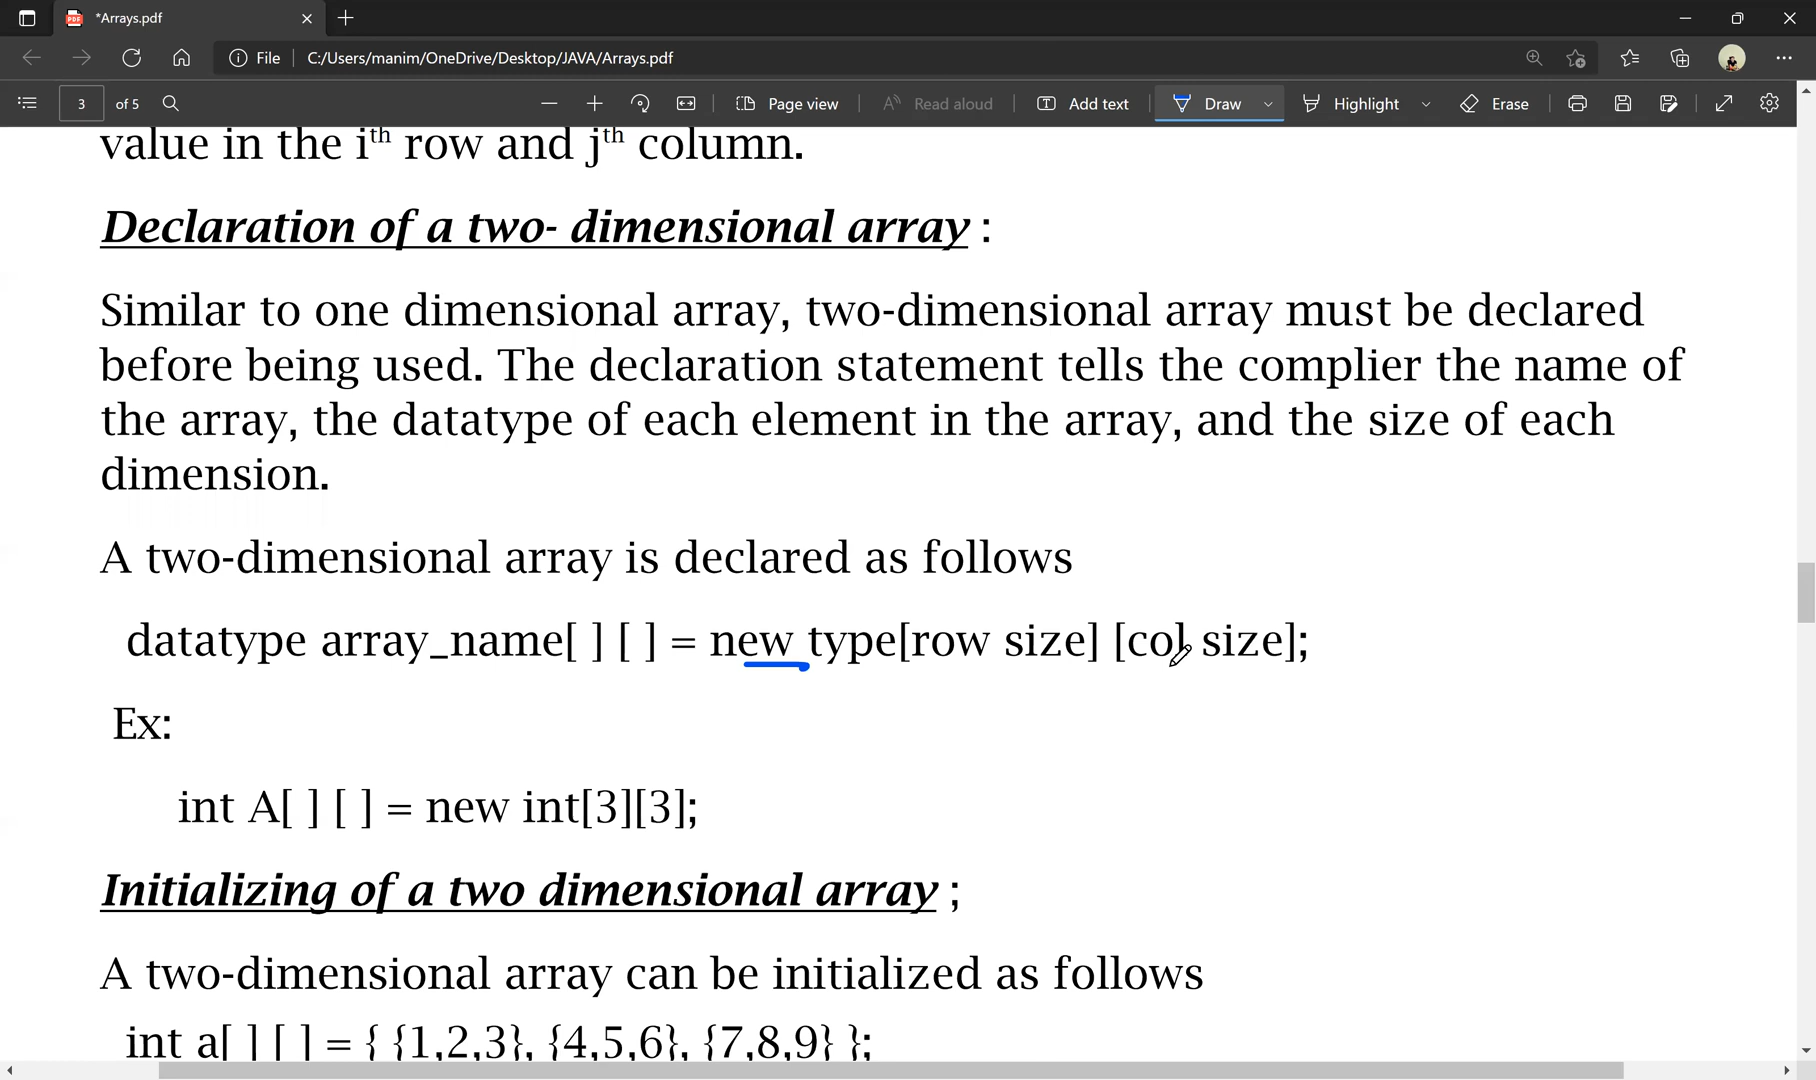 *Arrays.pdf
File C:/Users/manim/OneDrive/Desktop/JAVA/Arrays.pdf
3 of 5 Page view Read aloud Add text Draw Highlight Erase
value in the ith row and jth column.
Declaration of a two- dimensional array :
Similar to one dimensional array, two-dimensional array must be declared
before being used. The declaration statement tells the complier the name of
the array, the datatype of each element in the array, and the size of each
dimension.
A two-dimensional array is declared as follows
datatype array_name[ ] [ ] = new type[row size] [col size];
Ex:
int A[ ] [ ] = new int[3][3];
Initializing of a two dimensional array ;
A two-dimensional array can be initialized as follows
int a[ ] [ ] = { {1,2,3}, {4,5,6}, {7,8,9} };